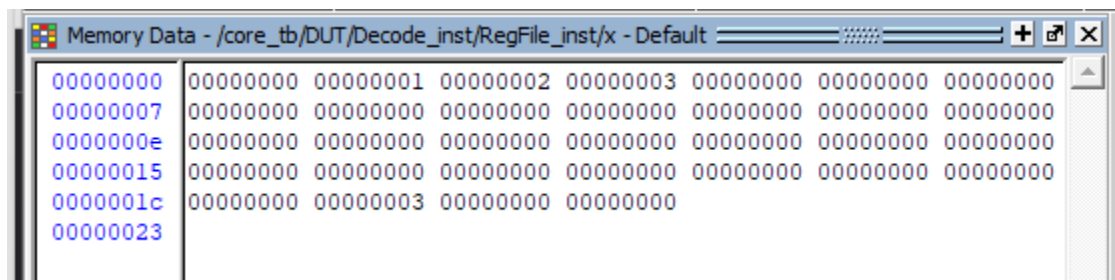 Memory Data - /core_tb/DUT/Decode_inst/RegFile_inst/x - Default
00000000 00000000 00000001 00000002 00000003 00000000 00000000 00000000
00000007 00000000 00000000 00000000 00000000 00000000 00000000 00000000
0000000e 00000000 00000000 00000000 00000000 00000000 00000000 00000000
00000015 00000000 00000000 00000000 00000000 00000000 00000000 00000000
0000001c 00000000 00000003 00000000 00000000
00000023